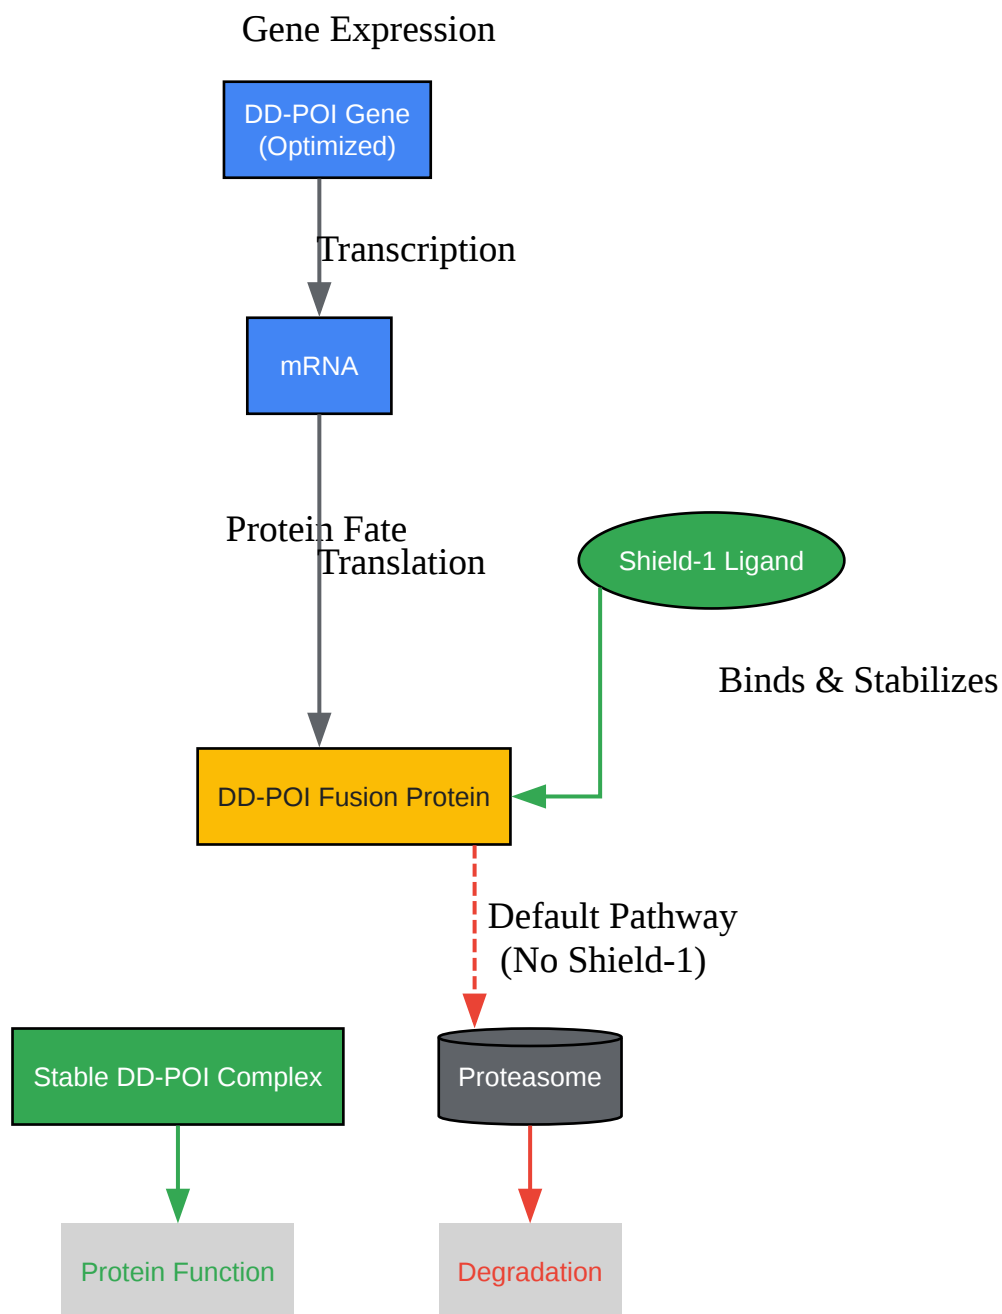 Gene Expression
DD-POI Gene
(Optimized)
Transcription
mRNA
Protein Fate
Translation
Shield-1 Ligand
Binds & Stabilizes
DD-POI Fusion Protein
Default Pathway
(No Shield-1)
Stable DD-POI Complex
Proteasome
Protein Function
Degradation